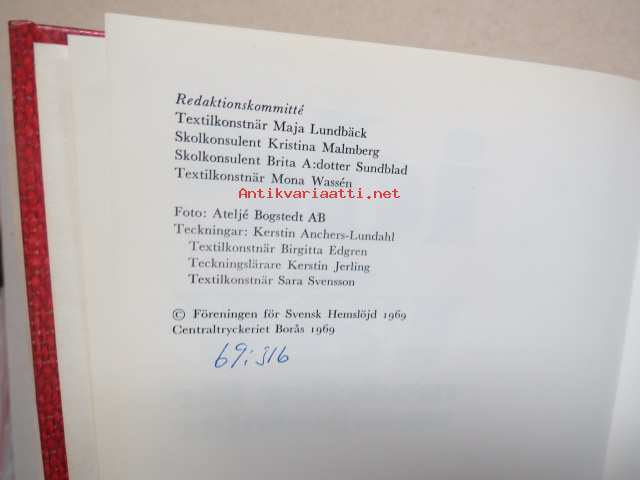 Redaktionskommitté
Textilkonstnär Maja Lundbäck
Skolkonsulent Kristina Malmberg
Skolkonsulent Brita A:dotter Sundblad
Textilkonstnär Mona Wassén
Antikvariaatti.net
Foto: Ateljé Bogstedt AB
Teckningar: Kerstin Anchers-Lundahl
Textilkonstnär Birgitta Edgren
Teckningslärare Kerstin Jerling
Textilkonstnär Sara Svensson
© Föreningen för Svensk Hemslöjd 1969
Centraltryckeriet Borås 1969
69:316